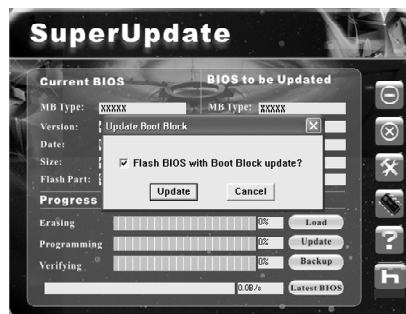 SuperUpdate
Current BIOS
BIOS to be Updated
MB Type: XXXXX
MB Type: XXXXX
Version:
Update Boot Block
Date:
Size:
Flash BIOS with Boot Block update?
Flash Part:
Update
Cancel
Progress
Erasing
0%
Load
Programming
0%
Update
Verifying
0%
Backup
0.0B/s
Latest BIOS